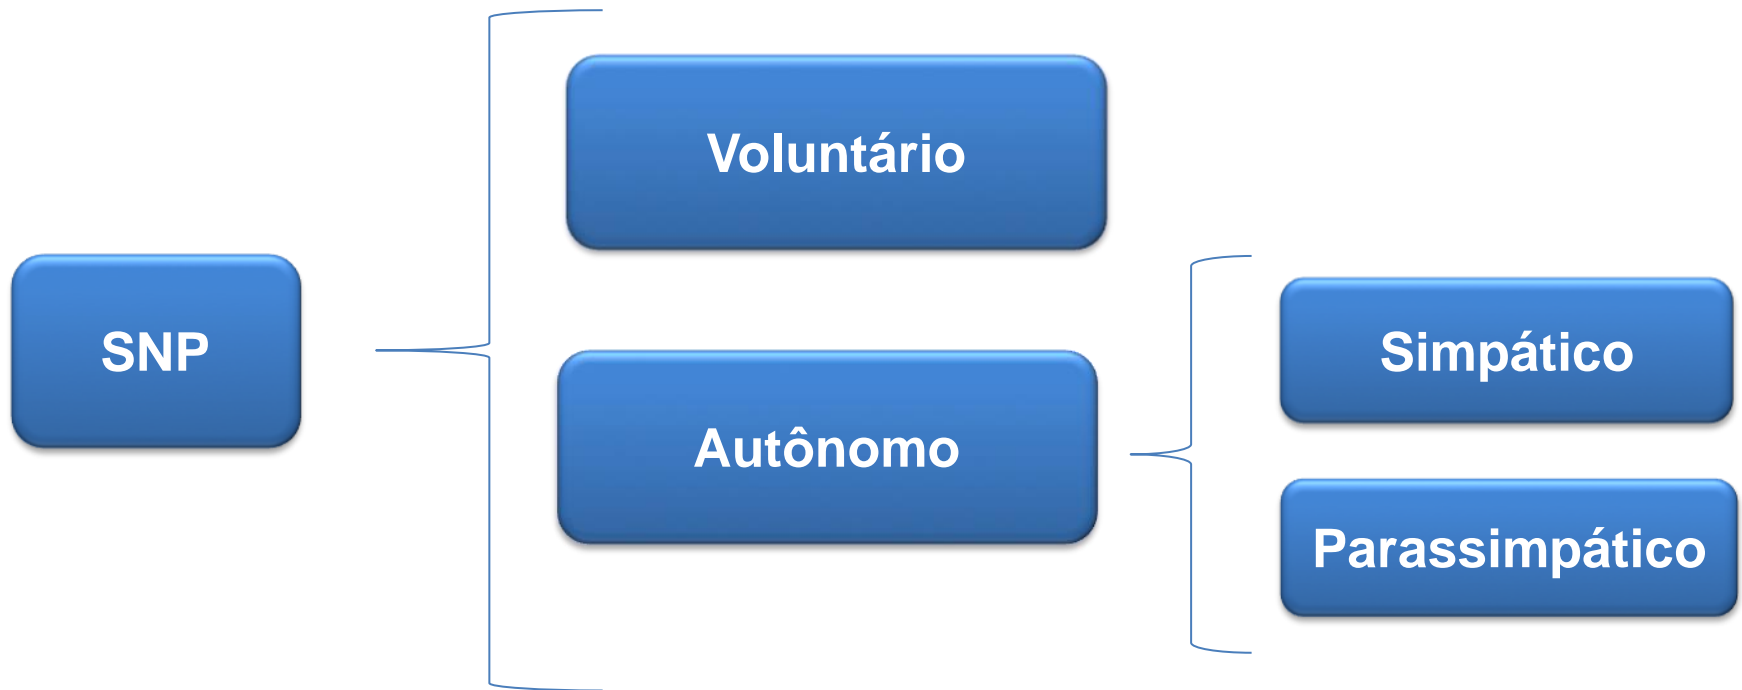 SNP
Voluntário
Autônomo
Simpático
Parassimpático